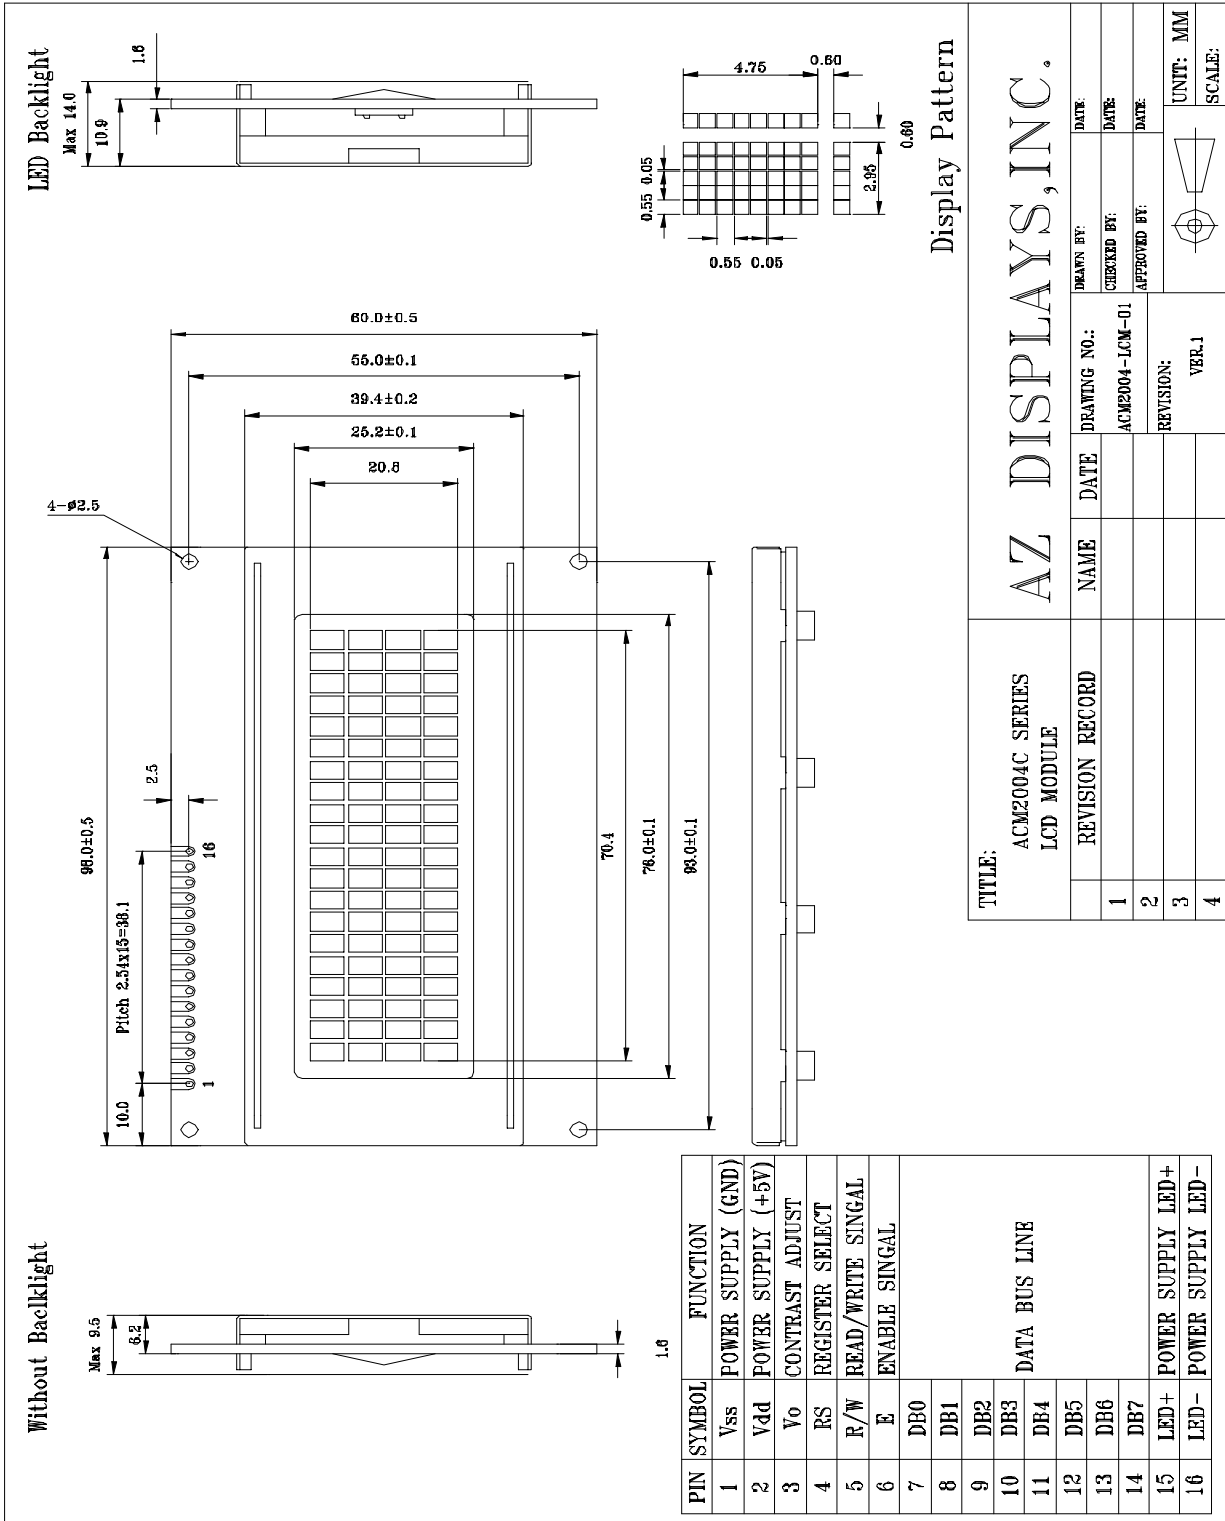 Without Baclklight
Max 9.5
6.2
1.6
LED Backlight
Max 14.0
10.9
1.6
98.0±0.5
10.0
Pitch 2.54x15=38.1
2.5
1
16
4-ø2.5
60.0±0.5
55.0±0.1
39.4±0.2
25.2±0.1
20.8
70.4
76.0±0.1
93.0±0.1
4.75
0.60
0.55 0.05
2.95
0.60
0.55 0.05
Display Pattern
PIN SYMBOL FUNCTION
1 Vss POWER SUPPLY (GND)
2 Vdd POWER SUPPLY (+5V)
3 Vo CONTRAST ADJUST
4 RS REGISTER SELECT
5 R/W READ/WRITE SINGAL
6 E ENABLE SINGAL
7 DB0
8 DB1
9 DB2
10 DB3 DATA BUS LINE
11 DB4
12 DB5
13 DB6
14 DB7
15 LED+ POWER SUPPLY LED+
16 LED- POWER SUPPLY LED-
TITLE:
ACM2004C SERIES
LCD MODULE
AZ DISPLAYS,INC.
REVISION RECORD NAME DATE
1
2
3
4
DRAWING NO.:
ACM2004-LCM-01
REVISION:
VER.1
DRAWN BY: DATE:
CHECKED BY: DATE:
APPROVED BY: DATE:
UNIT: MM
SCALE: